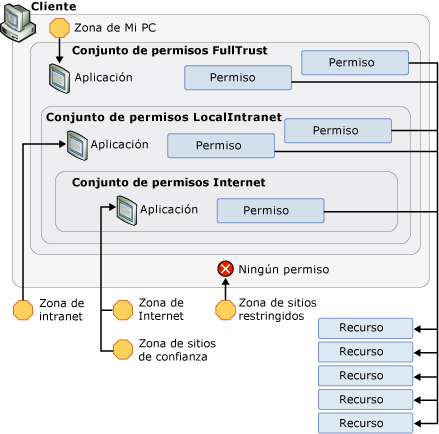 Cliente
Zona de Mi PC
Conjunto de permisos FullTrust
Permiso
Aplicación
Permiso
Conjunto de permisos LocalIntranet
Permiso
Aplicación
Permiso
Conjunto de permisos Internet
Aplicación
Permiso
Ningún permiso
Zona de
intranet
Zona de
Internet
Zona de sitios
restringidos
Zona de sitios
de confianza
Recurso
Recurso
Recurso
Recurso
Recurso